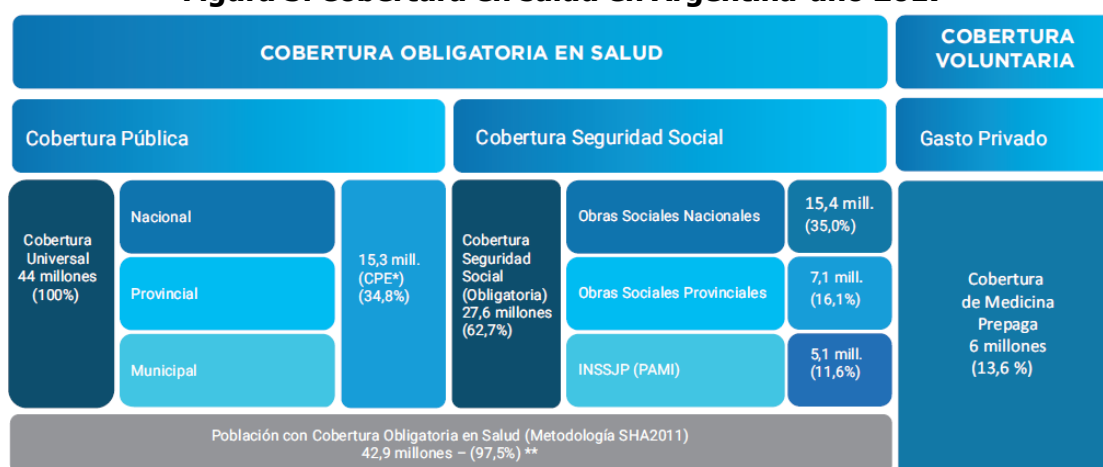 COBERTURA OBLIGATORIA EN SALUD
COBERTURA
VOLUNTARIA
Cobertura Pública
Cobertura Seguridad Social
Gasto Privado
Cobertura
Universal
44 millones
(100%)
Nacional
Provincial
Municipal
15,3 mill.
(CPE*)
(34,8%)
Cobertura
Seguridad
Social
(Obligatoria)
27,6 millones
(62,7%)
Obras Sociales Nacionales
15,4 mill.
(35,0%)
Obras Sociales Provinciales
7,1 mill.
(16,1%)
INSSJP (PAMI)
5,1 mill.
(11,6%)
Cobertura
de Medicina
Prepaga
6 millones
(13,6 %)
Población con Cobertura Obligatoria en Salud (Metodología SHA2011)
42,9 millones – (97,5%) **